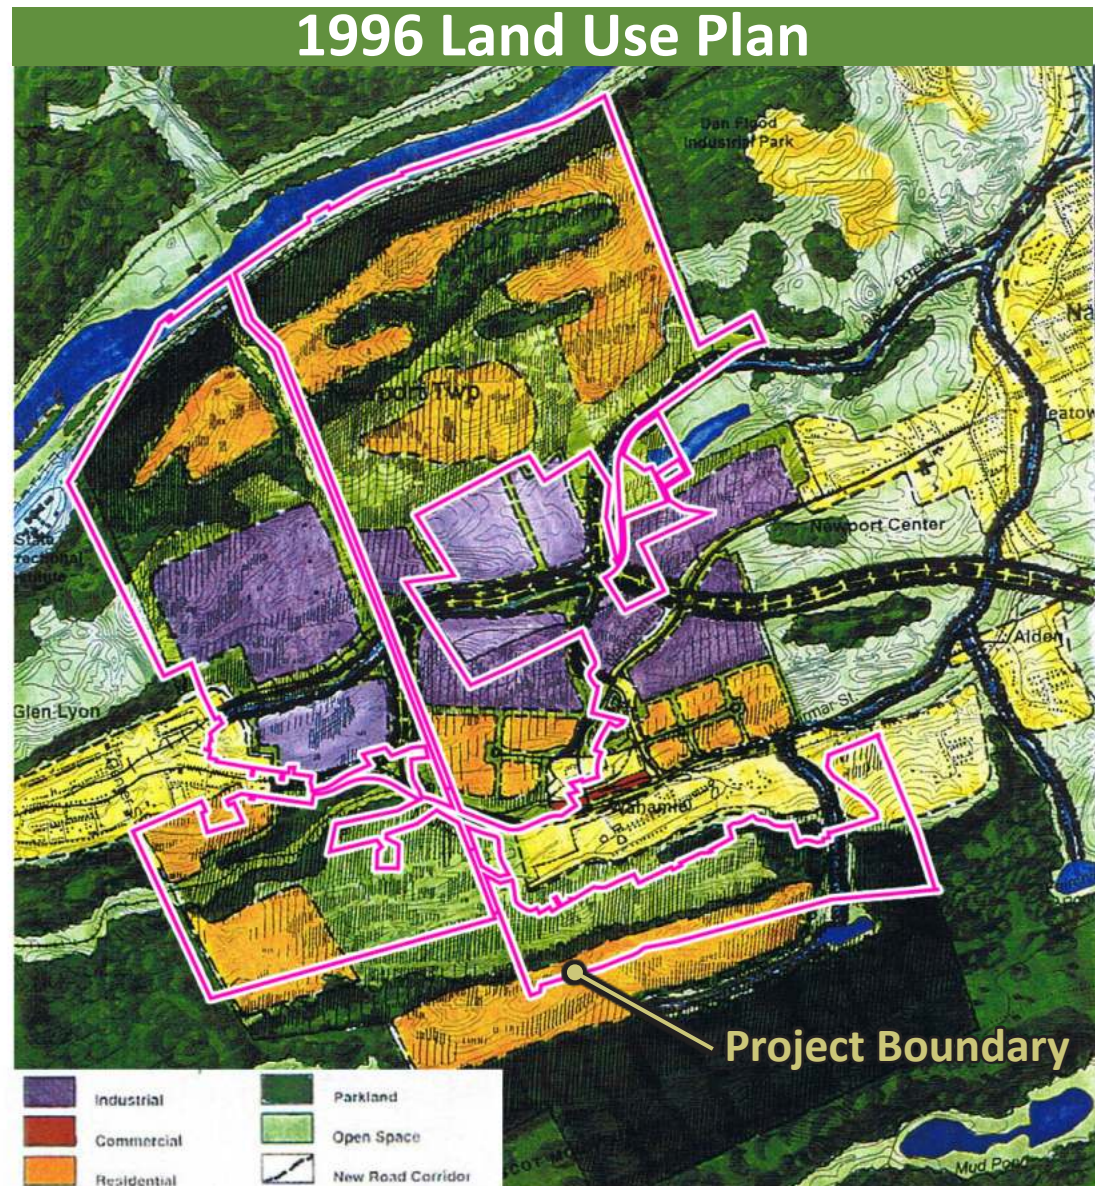 1996 Land Use Plan
Dan Flood
Industrial Park
Newport Center
Alden
Glen Lyon
Project Boundary
Industrial
Commercial
Residential
Parkland
Open Space
New Road Corridor
Mud Pond